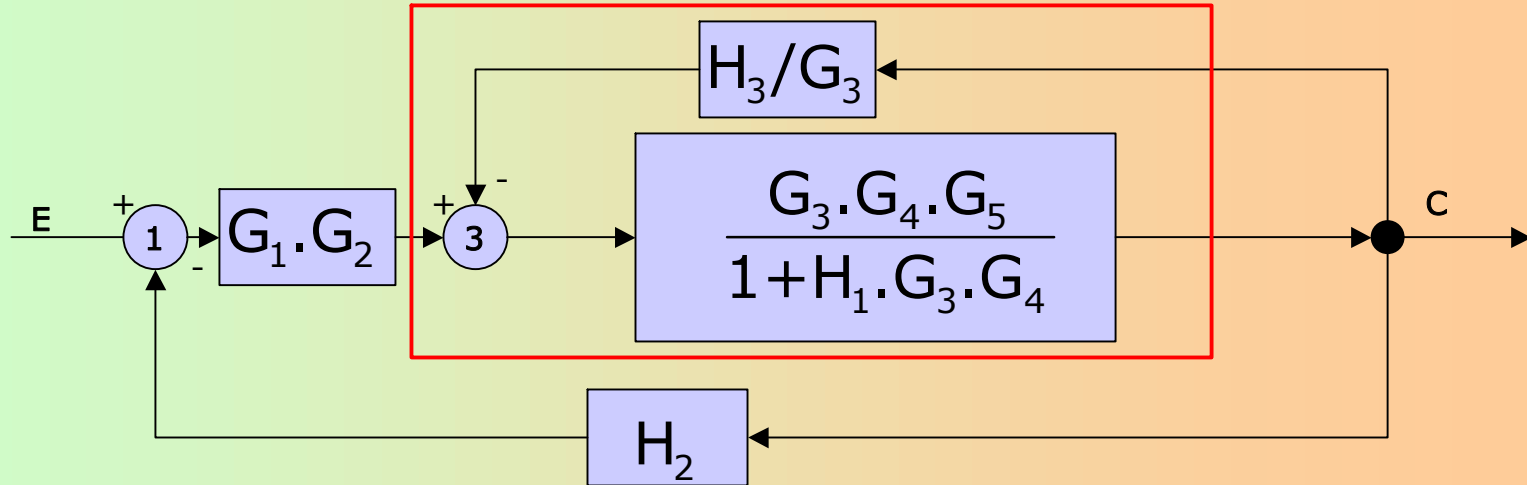 H₃/G₃
-
G₃.G₄.G₅
1+H₁.G₃.G₄
E
+
1
-
G₁.G₂
+
3
C
H₂